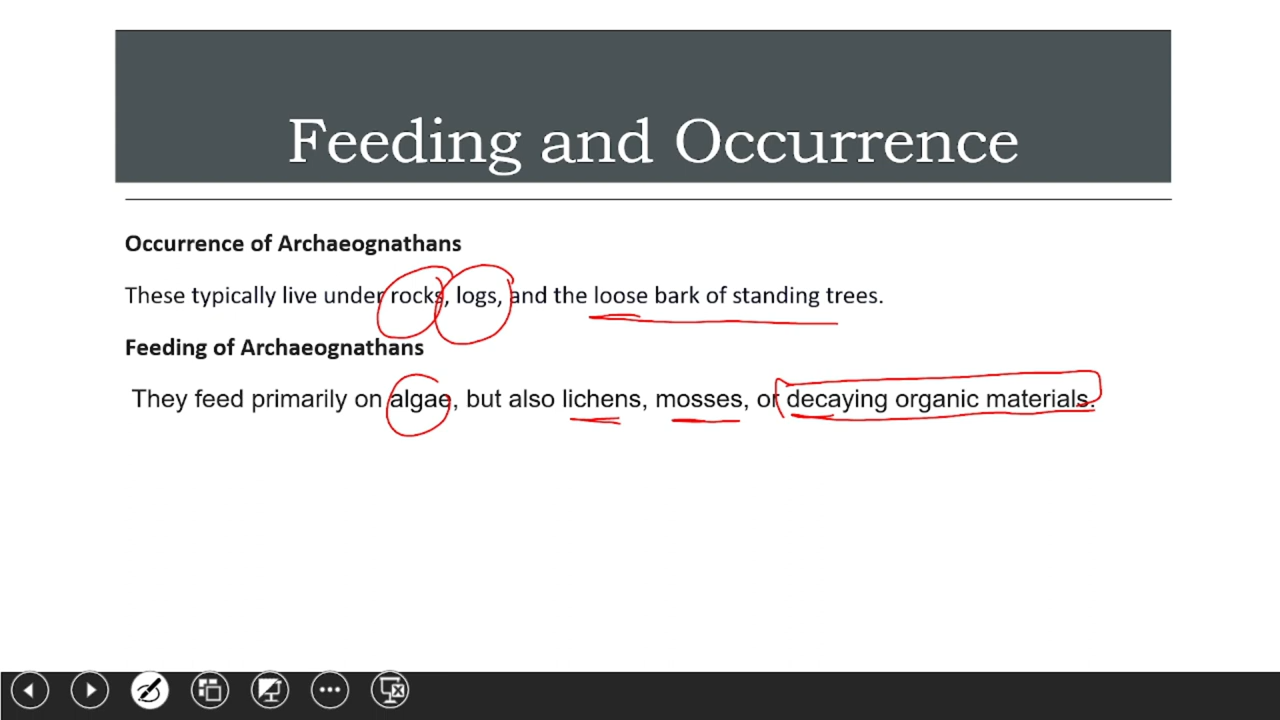 Feeding and Occurrence
Occurrence of Archaeognathans
These typically live under rocks, logs, and the loose bark of standing trees.
Feeding of Archaeognathans
They feed primarily on algae, but also lichens, mosses, or decaying organic materials.